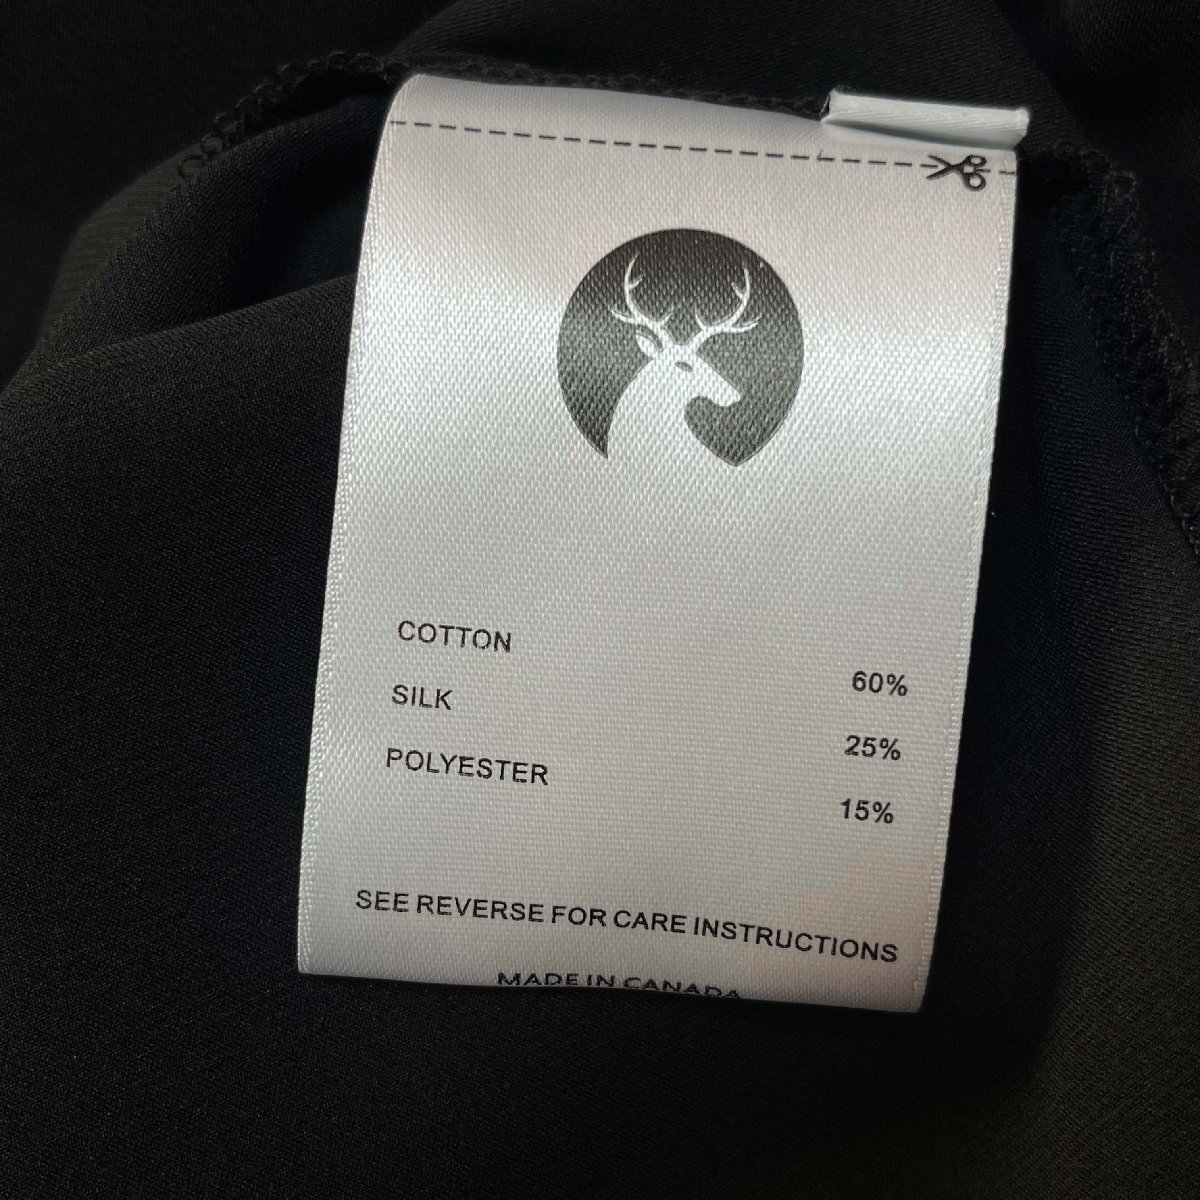 COTTON 60%
SILK 25%
POLYESTER 15%
SEE REVERSE FOR CARE INSTRUCTIONS
MADE IN CANADA